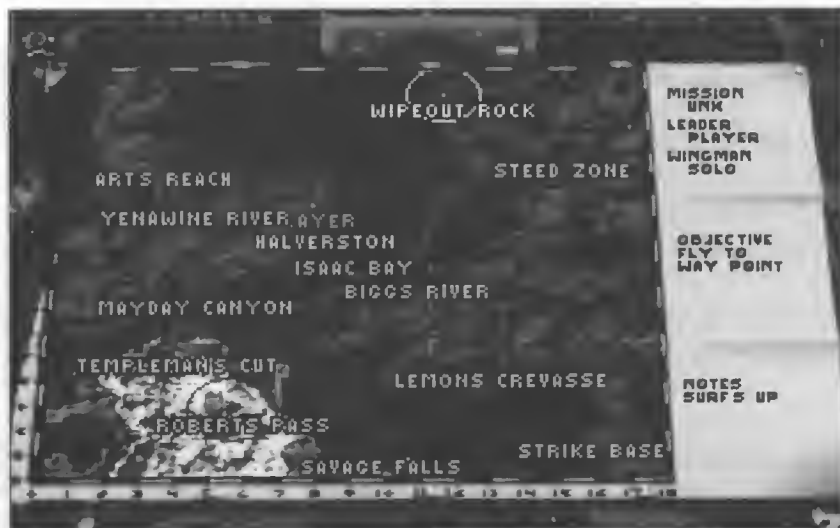 WIPEOUT ROCK
ARTS REACH
STEED ZONE
YENAWINE RIVER
AYER
HALVERSTON
ISAAC BAY
BIGGS RIVER
MAYDAY CANYON
TEMPLEMANS CUT
LEMONS CREVASSE
ROBERTS PASS
STRIKE BASE
SAVAGE FALLS
MISSION
UNX
LEADER
PLAYER
WINGMAN
SOLO
OBJECTIVE
FLY TO
WAY POINT
NOTES
SURFS UP